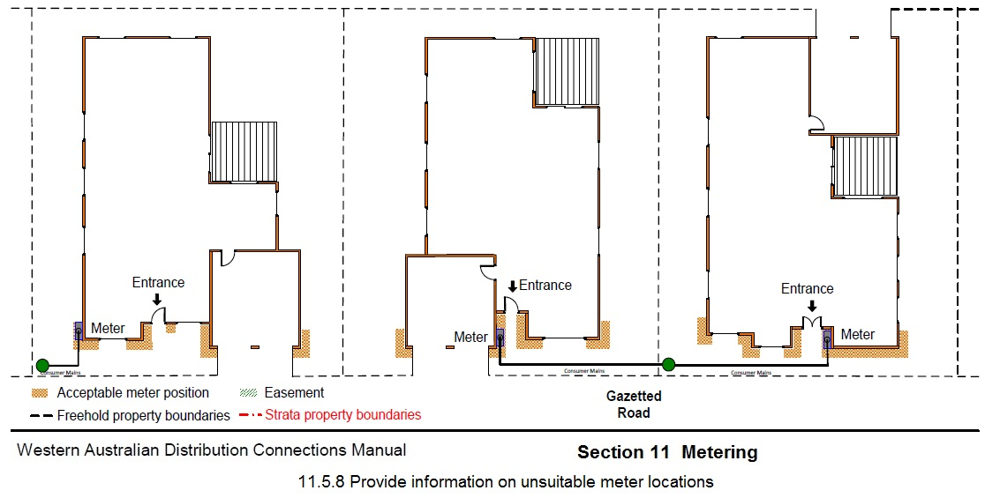 Entrance
Entrance
Entrance
Meter
Meter
Meter
Consumer Mains
Consumer Mains
Consumer Mains
Acceptable meter position
Easement
Gazetted
Road
Freehold property boundaries
Strata property boundaries
Western Australian Distribution Connections Manual
Section 11 Metering
11.5.8 Provide information on unsuitable meter locations